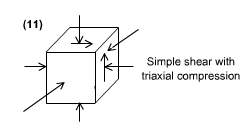 (11)
Simple shear with
triaxial compression